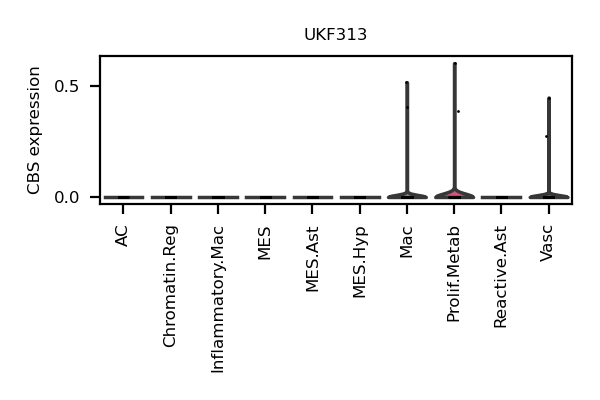 UKF313
CBS expression
0.5
0.0
AC
Chromatin.Reg
Inflammatory.Mac
MES
MES.Ast
MES.Hyp
Mac
Prolif.Metab
Reactive.Ast
Vasc